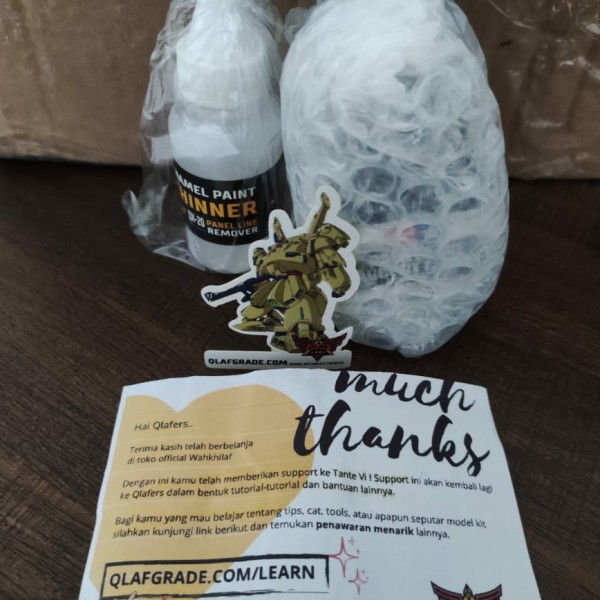 ENAMEL PAINT
THINNER
PANEL LINE
REMOVER
QLAFGRADE.COM
much
thanks
Hai Qlafers..
Terima kasih telah berbelanja
di toko official Wahkhilaf
Dengan ini kamu telah memberikan support ke Tante Vi ! Support ini akan kembali lagi
ke Qlafers dalam bentuk tutorial-tutorial dan bantuan lainnya.
Bagi kamu yang mau belajar tentang tips, cat, tools, atau apapun seputar model kit
silahkan kunjungi link berikut dan temukan penawaran menarik lainnya.
QLAFGRADE.COM/LEARN